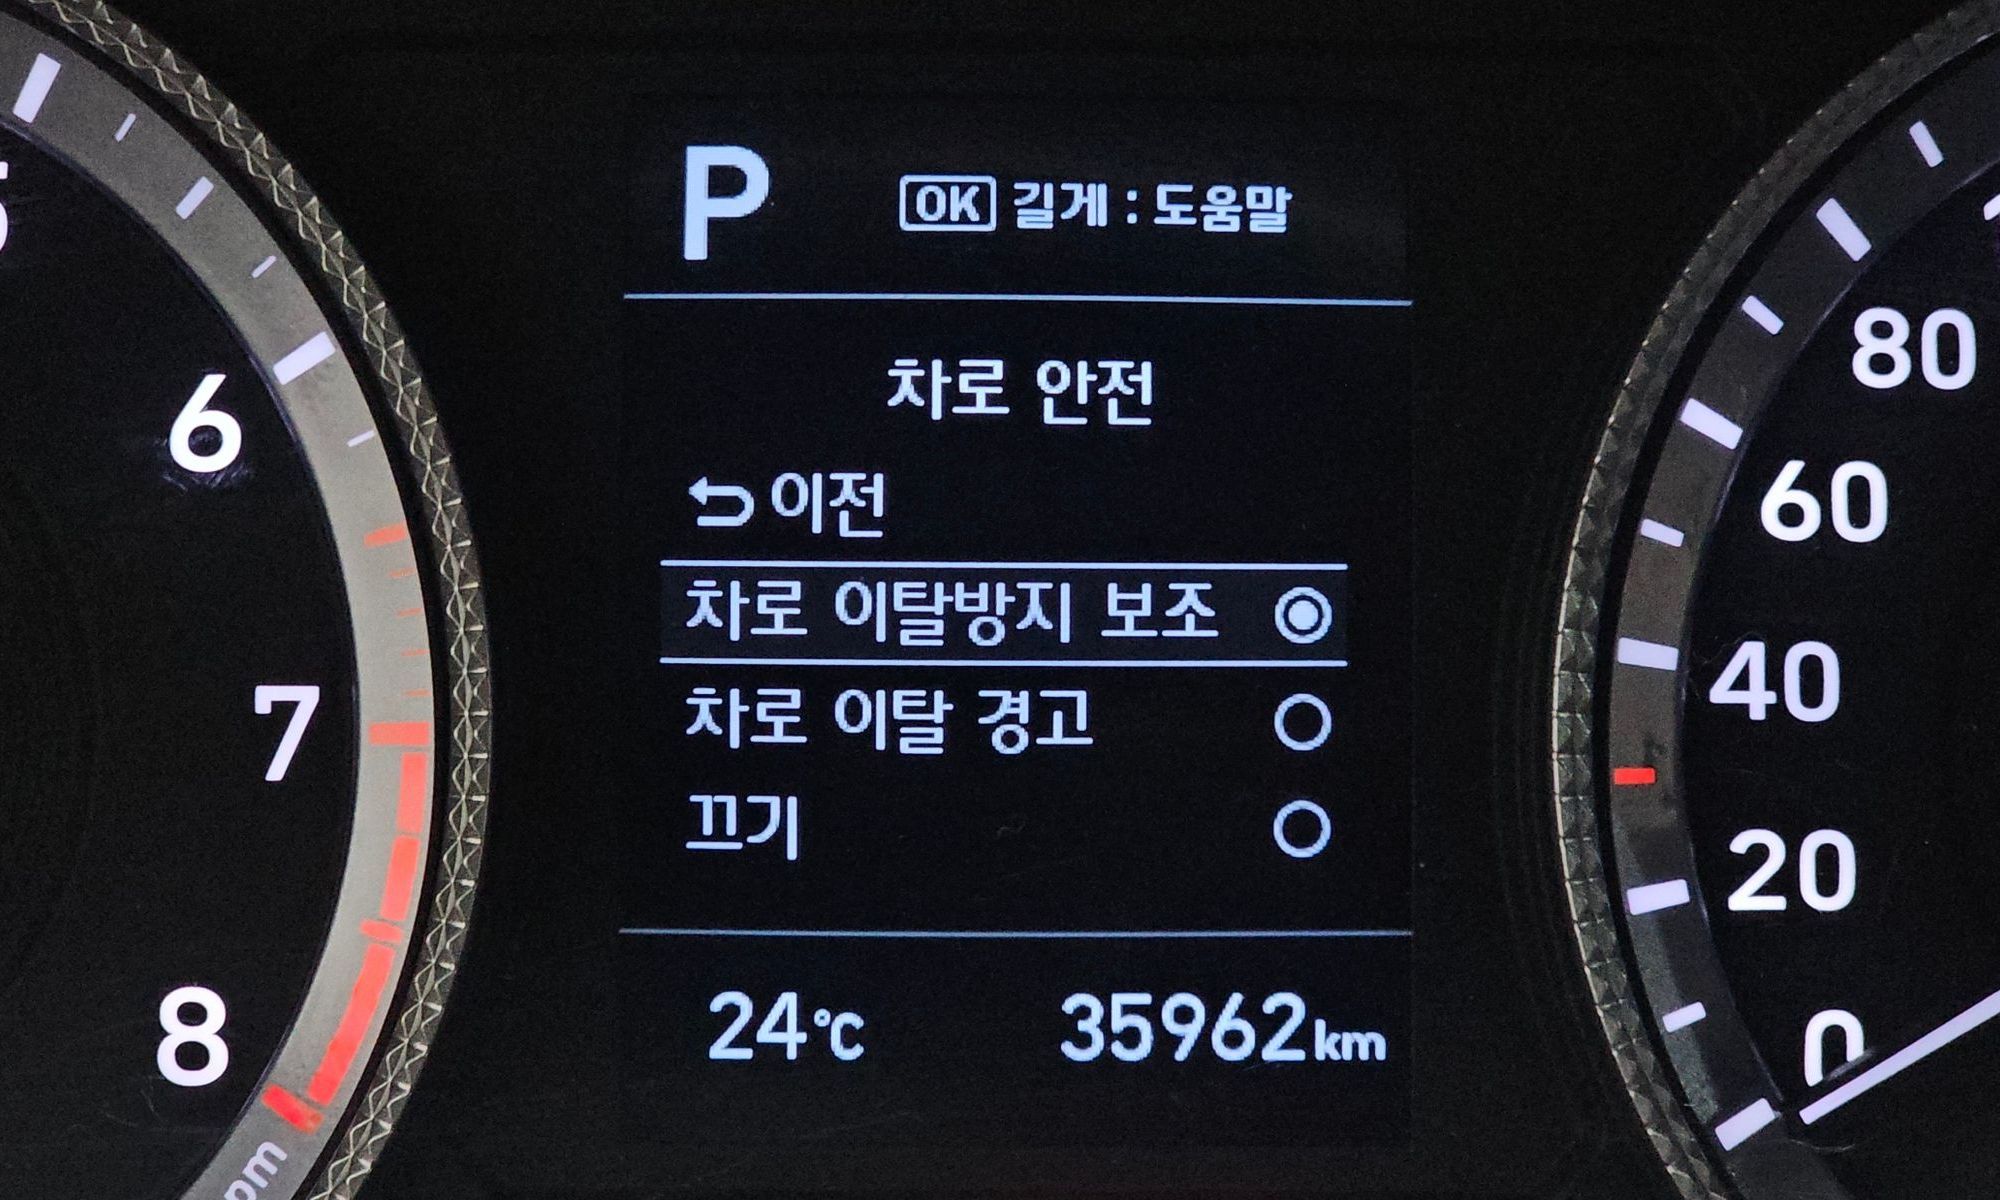 P
OK 길게 : 도움말
차로 안전
이전
차로 이탈방지 보조
차로 이탈 경고
끄기
24℃ 35962km
6
7
8
80
60
40
20
0